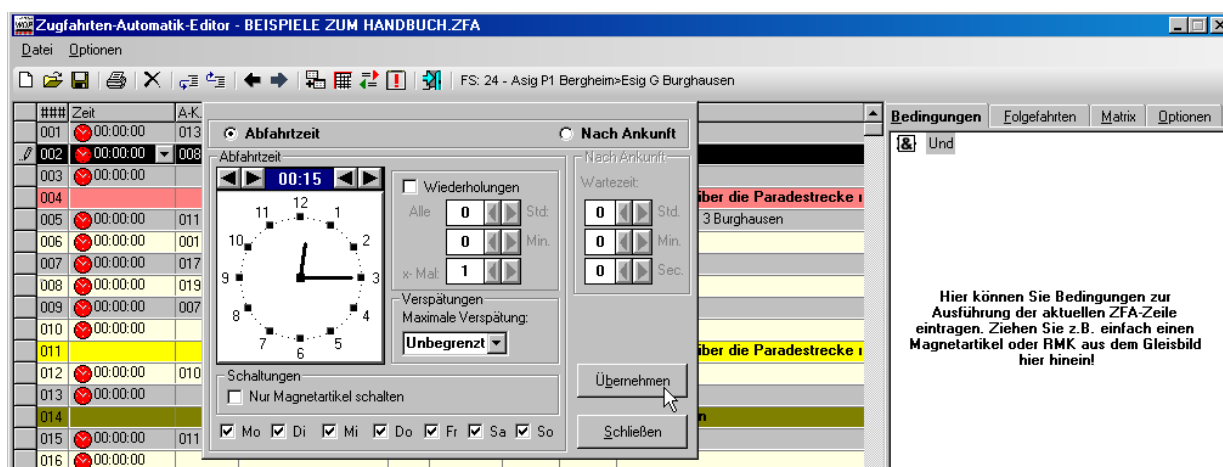 Zugfahrten-Automatik-Editor - BEISPIELE ZUM HANDBUCH.ZFA
Datei Optionen
FS: 24 - Asig P1 Bergheim>Esig G Burghausen
### Zeit A-K.
001 00:00:00 013
002 00:00:00 008
003 00:00:00
004 über die Paradestrecke
005 00:00:00 011 3 Burghausen
006 00:00:00 001
007 00:00:00 017
008 00:00:00 019
009 00:00:00 007
010 00:00:00
011 über die Paradestrecke
012 00:00:00 010
013 00:00:00
014
015 00:00:00 011
016 00:00:00
Abfahrtzeit Nach Ankunft
Abfahrtzeit
00:15
12 1 2 3 4 5 6 7 8 9 10 11
Wiederholungen
Alle 0 Std:
0 Min.
x- Mal: 1
Verspätungen
Maximale Verspätung:
Unbegrenzt
Nach Ankunft
Wartezeit:
0 Std.
0 Min.
0 Sec.
Schaltungen
Nur Magnetartikel schalten
Mo Di Mi Do Fr Sa So
Übernehmen
Schließen
Bedingungen Folgefahrten Matrix Optionen
& Und
Hier können Sie Bedingungen zur
Ausführung der aktuellen ZFA-Zeile
eintragen. Ziehen Sie z.B. einfach einen
Magnetartikel oder RMK aus dem Gleisbild
hier hinein!